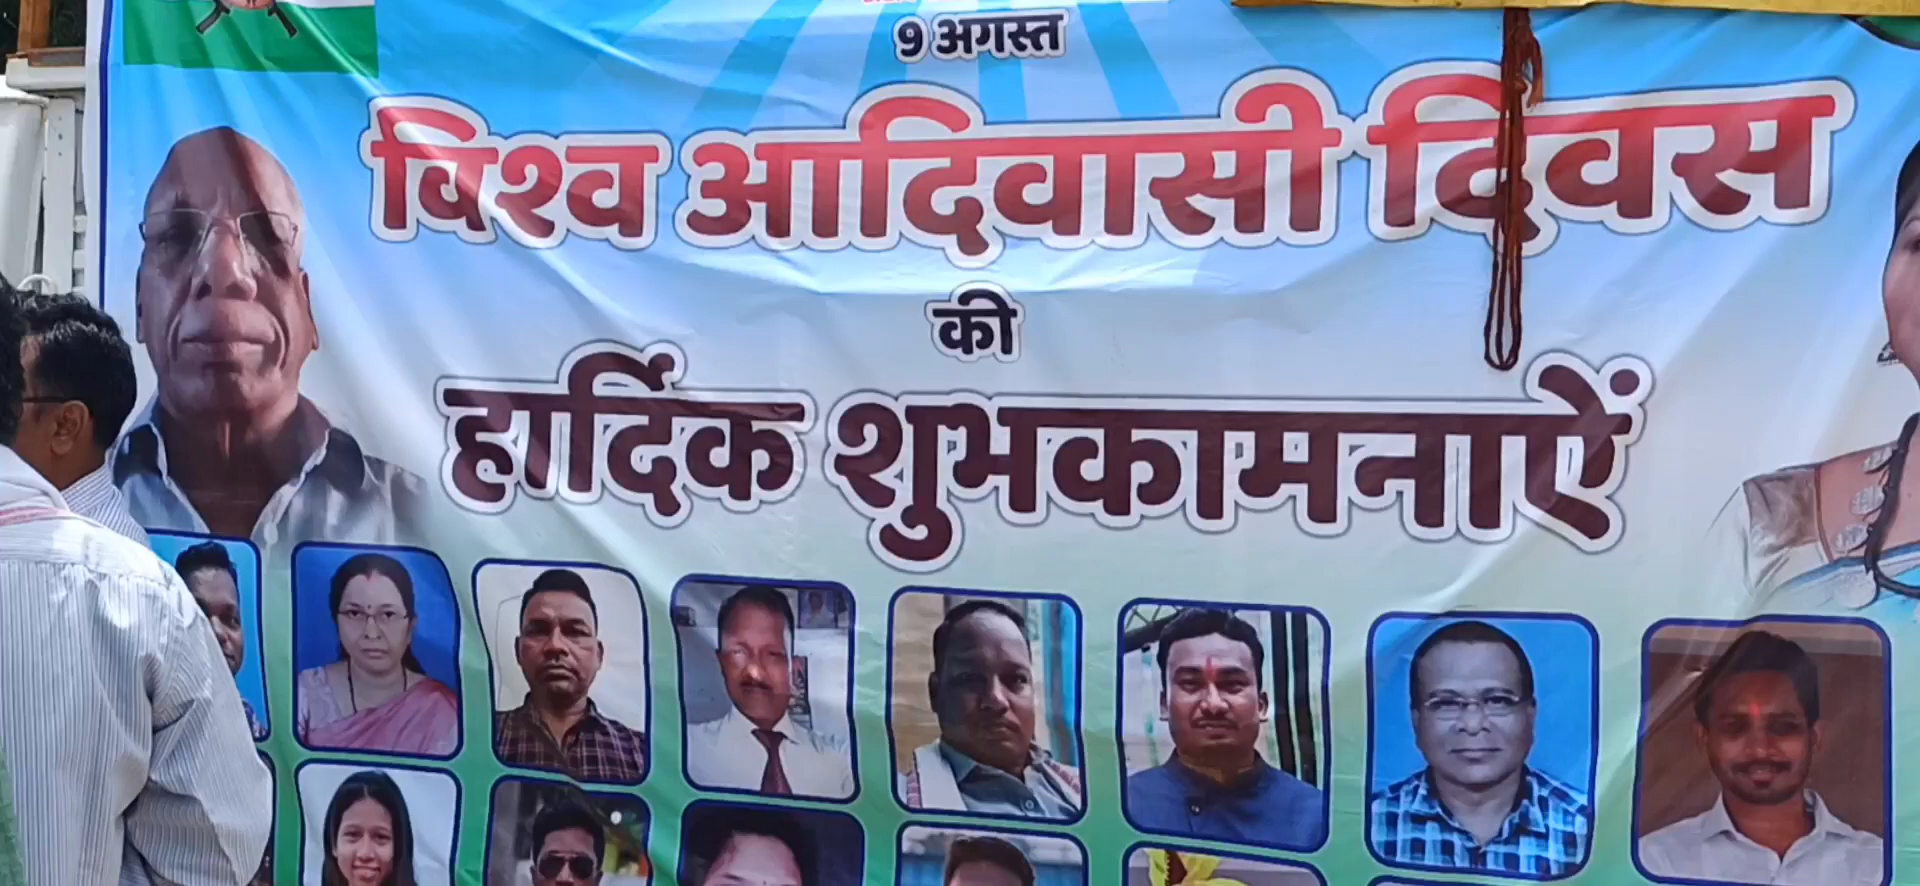 9 अगस्त
विश्व आदिवासी दिवस
की
हार्दिक शुभकामनाऐं